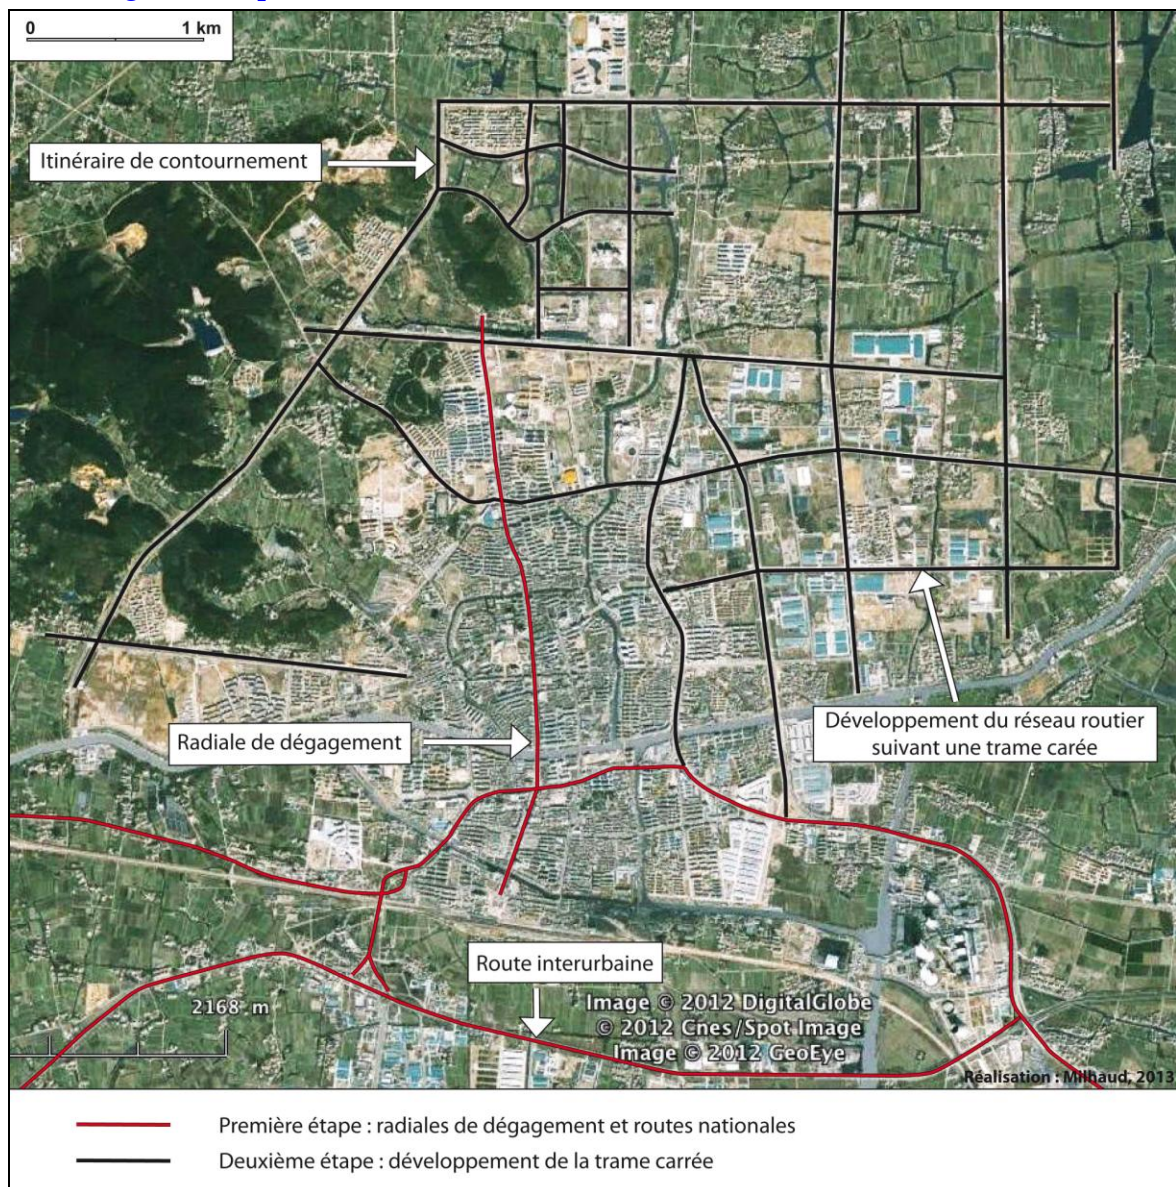 0 1 km
Itinéraire de contournement
Radiale de dégagement
Développement du réseau routier
suivant une trame carée
Route interurbaine
2168 m
Image © 2012 DigitalGlobe
© 2012 Cnes/Spot Image
Image © 2012 GeoEye
Réalisation : Milhaud, 2013
Première étape : radiales de dégagement et routes nationales
Deuxième étape : développement de la trame carrée